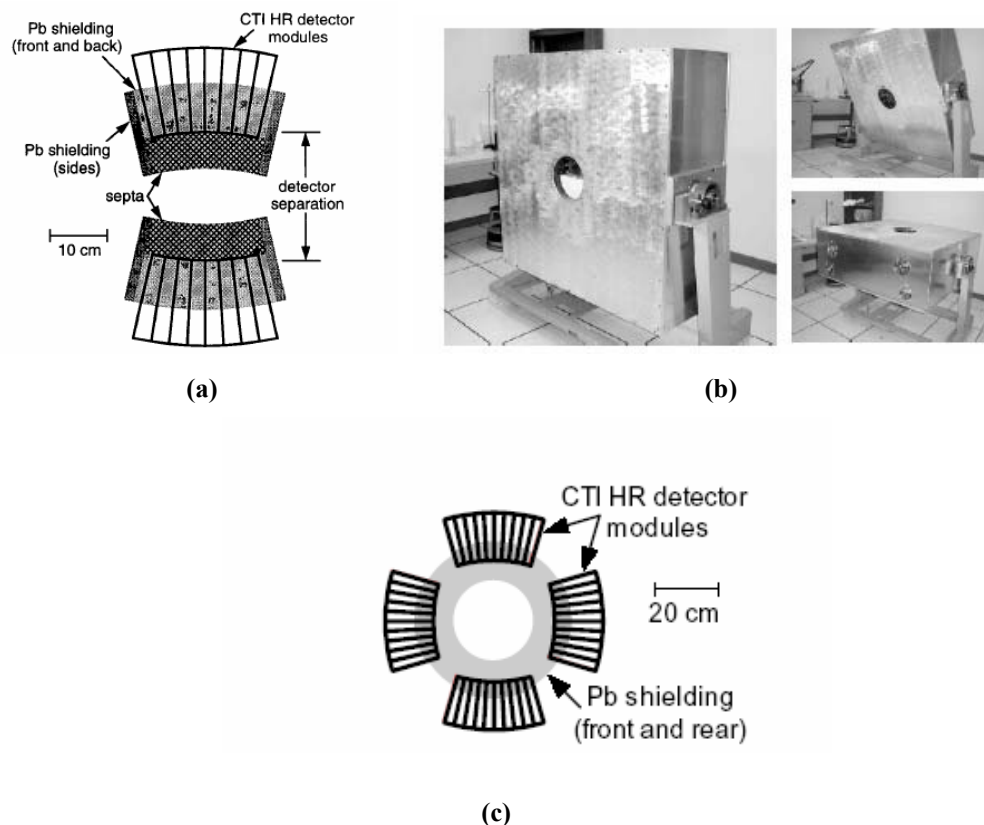 Pb shielding
(front and back)
CTI HR detector
modules
Pb shielding
(sides)
septa
detector
separation
10 cm
(a)
(b)
CTI HR detector
modules
20 cm
Pb shielding
(front and rear)
(c)